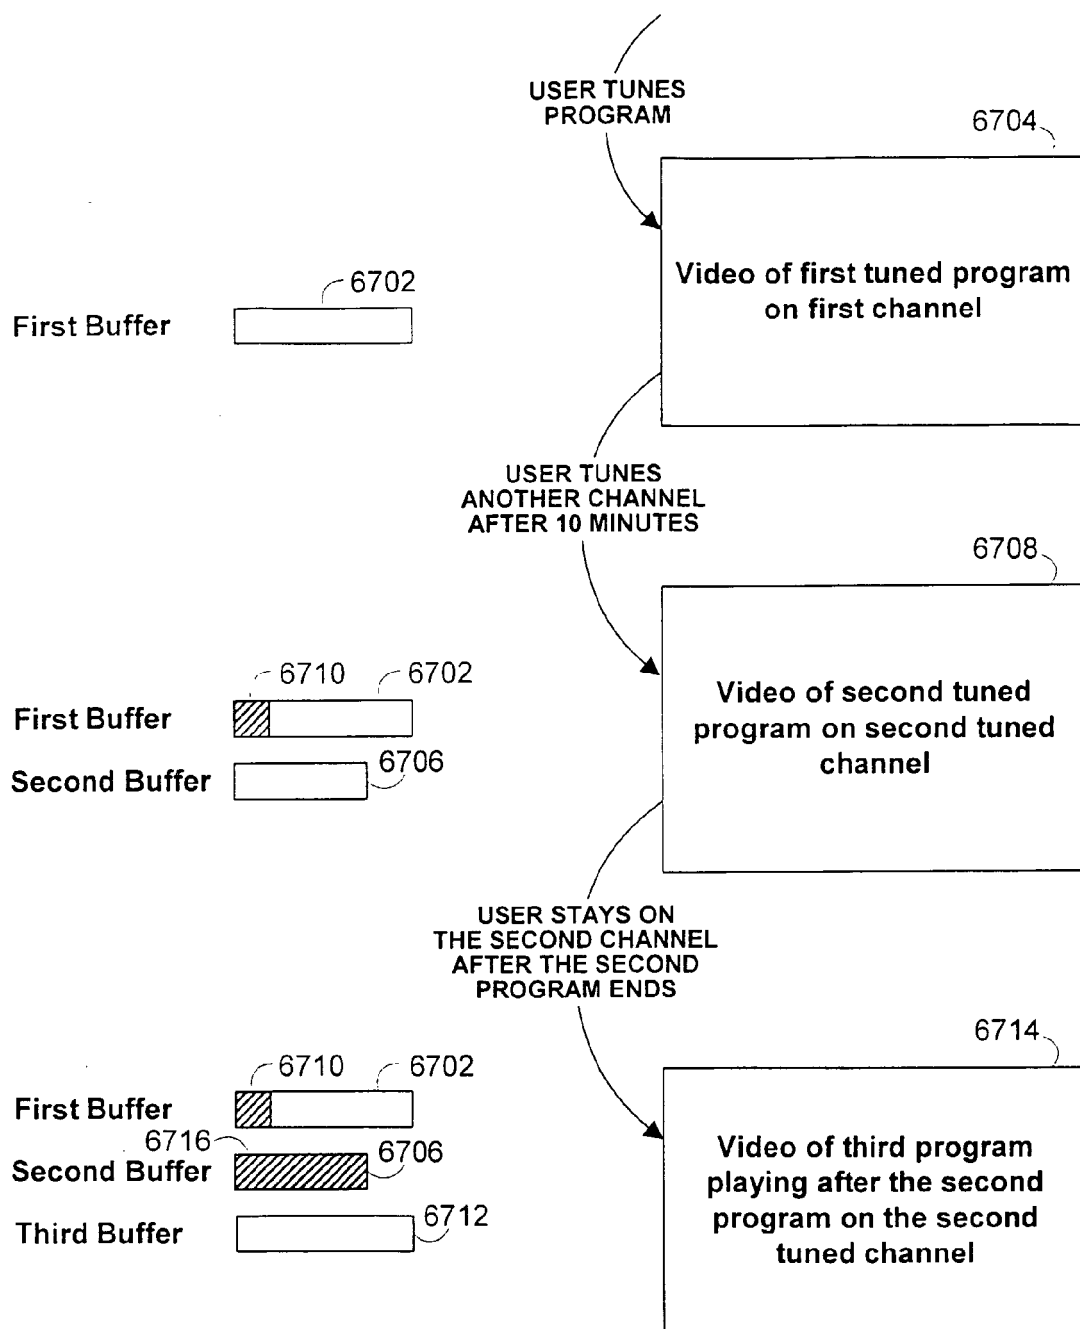 USER TUNES
PROGRAM
6704
Video of first tuned program
on first channel
6702
First Buffer
USER TUNES
ANOTHER CHANNEL
AFTER 10 MINUTES
6708
Video of second tuned
program on second tuned
channel
6710
6702
First Buffer
Second Buffer
6706
USER STAYS ON
THE SECOND CHANNEL
AFTER THE SECOND
PROGRAM ENDS
6714
Video of third program
playing after the second
program on the second
tuned channel
6710
6702
First Buffer
6716
Second Buffer
6706
Third Buffer
6712